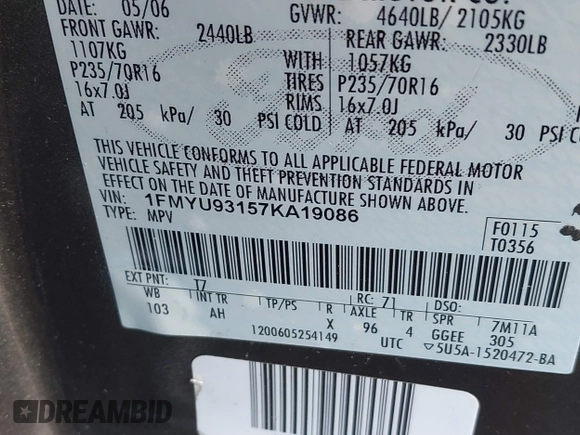 DATE: 05/06
GVWR: 4640LB/ 2105KG
FRONT GAWR: 2440LB
REAR GAWR: 2330LB
1107KG
WITH 1057KG
P235/70R16
TIRES P235/70R16
16x7.0J
RIMS 16x7.0J
AT 205 kPa/ 30 PSI COLD
AT 205 kPa/ 30 PSI CO
THIS VEHICLE CONFORMS TO ALL APPLICABLE FEDERAL MOTOR
VEHICLE SAFETY AND THEFT PREVENTION STANDARDS IN
EFFECT ON THE DATE OF MANUFACTURE SHOWN ABOVE.
VIN: 1FMYU93157KA19086
TYPE: MPV
F0115
T0356
EXT PNT: T7
RC: 71
DSO:
WB
INT TR
TP/PS
R
AXLE
TR
SPR
7M11A
103
AH
X
96
4
GGEE
305
1200605254149
UTC
5U5A-1520472-BA
Ford
DREAMBID